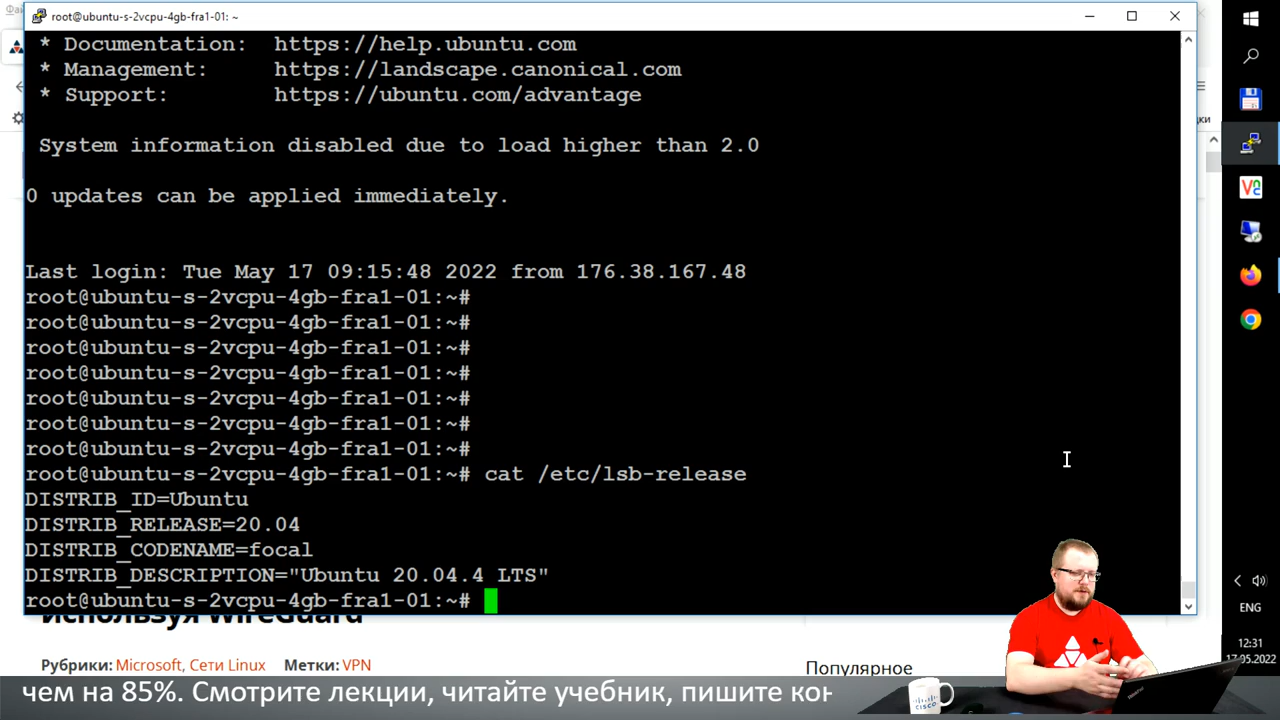 root@ubuntu-s-2vcpu-4gb-fra1-01: ~
* Documentation:  https://help.ubuntu.com
* Management:     https://landscape.canonical.com
* Support:        https://ubuntu.com/advantage
System information disabled due to load higher than 2.0
0 updates can be applied immediately.
Last login: Tue May 17 09:15:48 2022 from 176.38.167.48
root@ubuntu-s-2vcpu-4gb-fra1-01:~#
root@ubuntu-s-2vcpu-4gb-fra1-01:~#
root@ubuntu-s-2vcpu-4gb-fra1-01:~#
root@ubuntu-s-2vcpu-4gb-fra1-01:~#
root@ubuntu-s-2vcpu-4gb-fra1-01:~#
root@ubuntu-s-2vcpu-4gb-fra1-01:~#
root@ubuntu-s-2vcpu-4gb-fra1-01:~#
root@ubuntu-s-2vcpu-4gb-fra1-01:~# cat /etc/lsb-release
DISTRIB_ID=Ubuntu
DISTRIB_RELEASE=20.04
DISTRIB_CODENAME=focal
DISTRIB_DESCRIPTION="Ubuntu 20.04.4 LTS"
root@ubuntu-s-2vcpu-4gb-fra1-01:~#
используя WireGuard
Рубрики: Microsoft, Сети Linux Метки: VPN
Популярное
ENG
12:31
17.05.2022
чем на 85%. Смотрите лекции, читайте учебник, пишите кон
CISCO